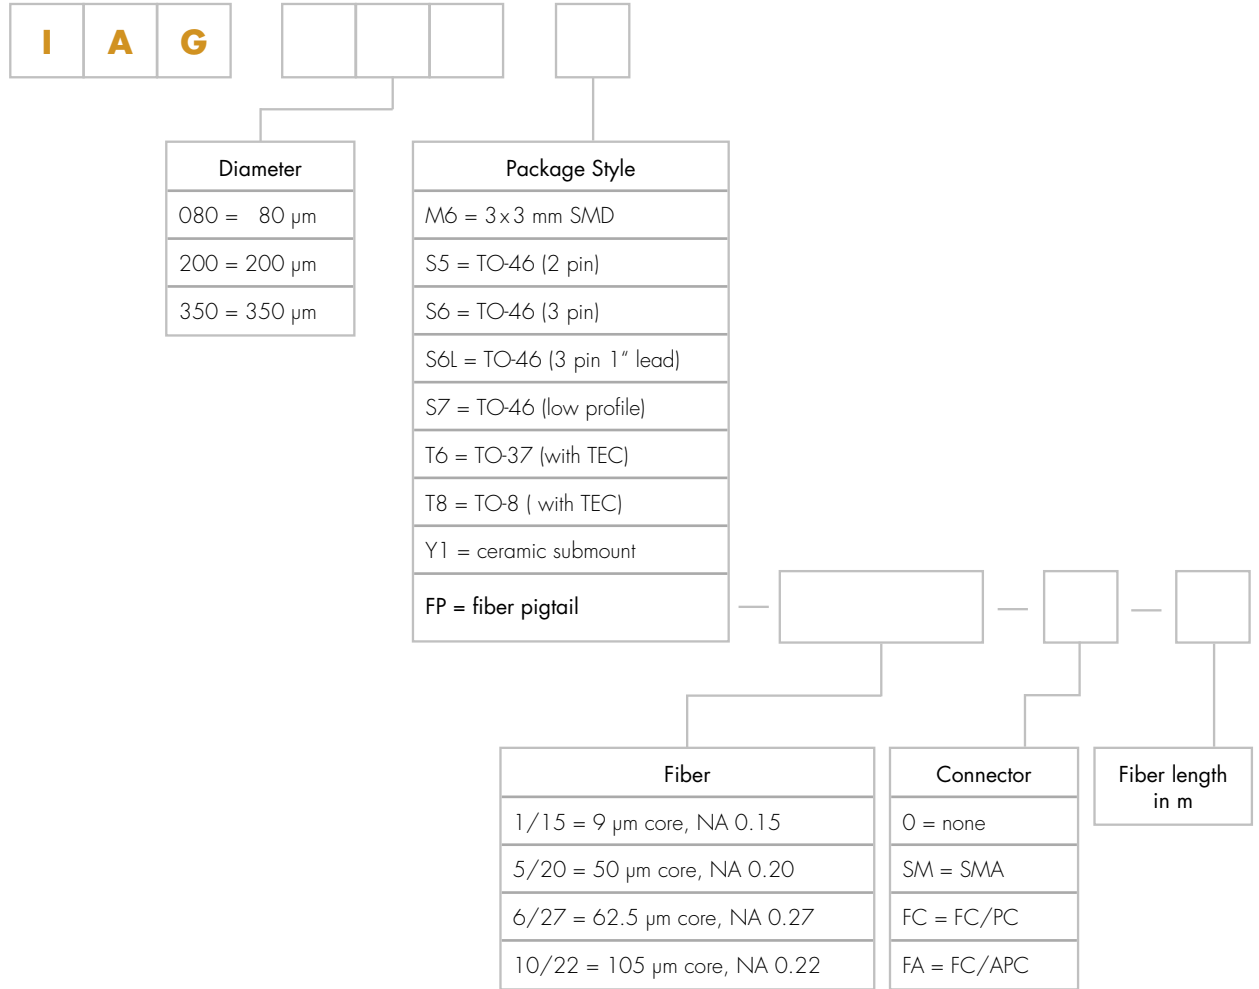 I A G
Diameter
080 = 80 µm
200 = 200 µm
350 = 350 µm
Package Style
M6 = 3x3 mm SMD
S5 = TO-46 (2 pin)
S6 = TO-46 (3 pin)
S6L = TO-46 (3 pin 1“ lead)
S7 = TO-46 (low profile)
T6 = TO-37 (with TEC)
T8 = TO-8 ( with TEC)
Y1 = ceramic submount
FP = fiber pigtail
Fiber
1/15 = 9 µm core, NA 0.15
5/20 = 50 µm core, NA 0.20
6/27 = 62.5 µm core, NA 0.27
10/22 = 105 µm core, NA 0.22
Connector
0 = none
SM = SMA
FC = FC/PC
FA = FC/APC
Fiber length
in m